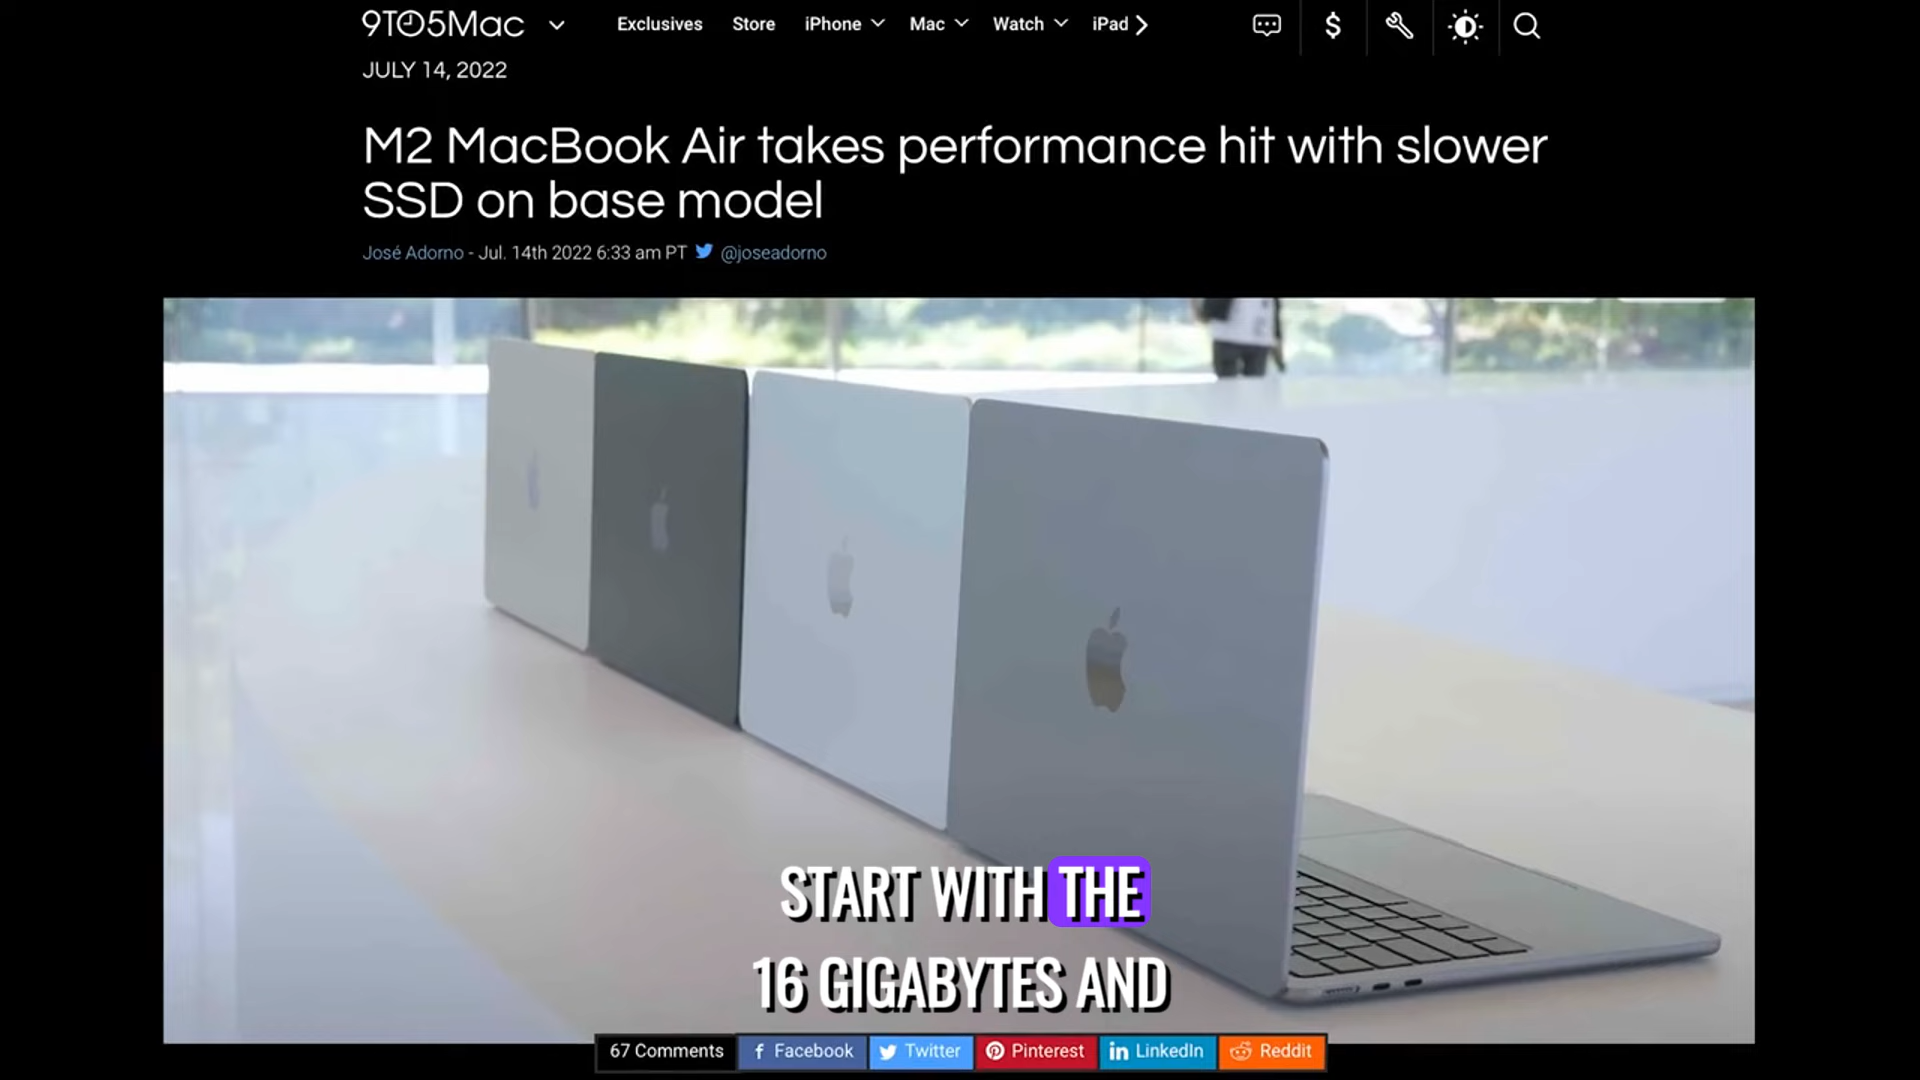 9TO5Mac Exclusives Store iPhone Mac Watch iPad
JULY 14, 2022
M2 MacBook Air takes performance hit with slower
SSD on base model
José Adorno - Jul. 14th 2022 6:33 am PT @joseadorno
START WITH THE
16 GIGABYTES AND
67 Comments Facebook Twitter Pinterest LinkedIn Reddit